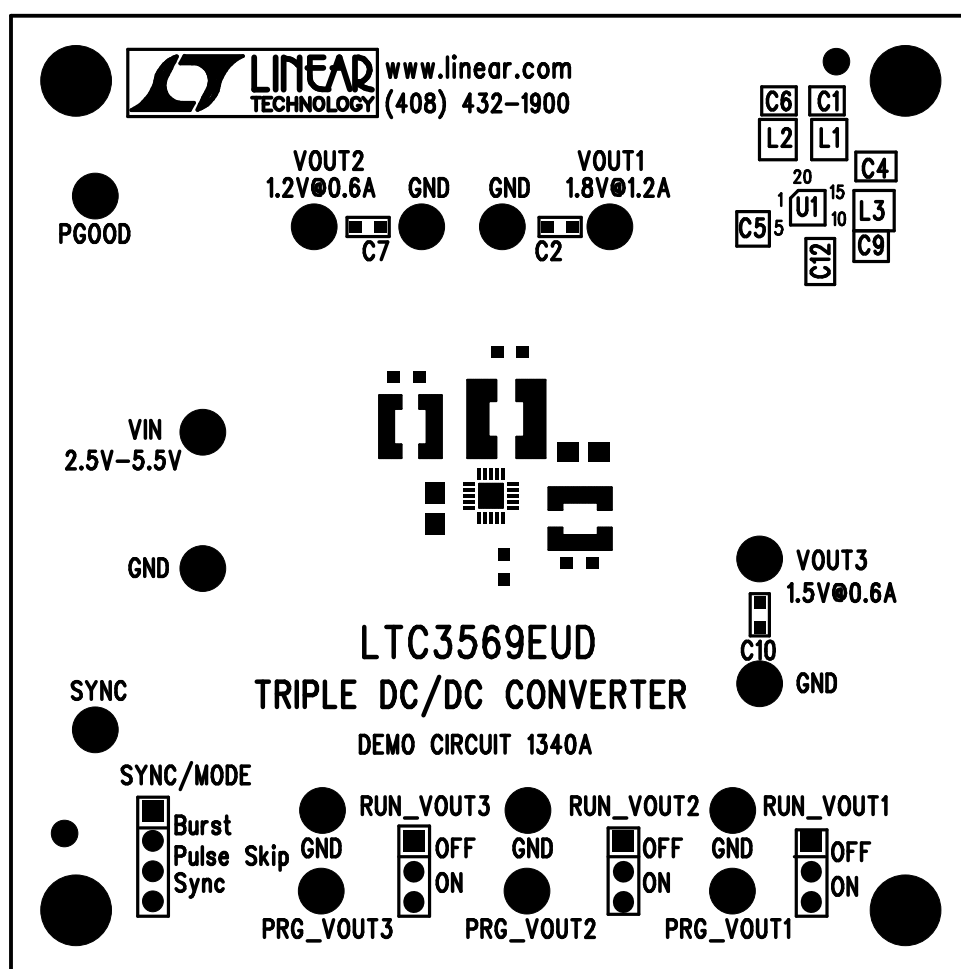 LINEAR
TECHNOLOGY
www.linear.com
(408) 432-1900
C6
C1
L2
L1
C4
20
15
1
U1
10
L3
C5
5
C9
C12
PGOOD
VOUT2
1.2V@0.6A
GND
C7
GND
VOUT1
1.8V@1.2A
C2
VIN
2.5V-5.5V
GND
VOUT3
1.5V@0.6A
C10
GND
LTC3569EUD
TRIPLE DC/DC CONVERTER
DEMO CIRCUIT 1340A
SYNC
SYNC/MODE
Burst
Pulse Skip
Sync
RUN_VOUT3
GND
OFF
ON
PRG_VOUT3
RUN_VOUT2
GND
OFF
ON
PRG_VOUT2
RUN_VOUT1
GND
OFF
ON
PRG_VOUT1